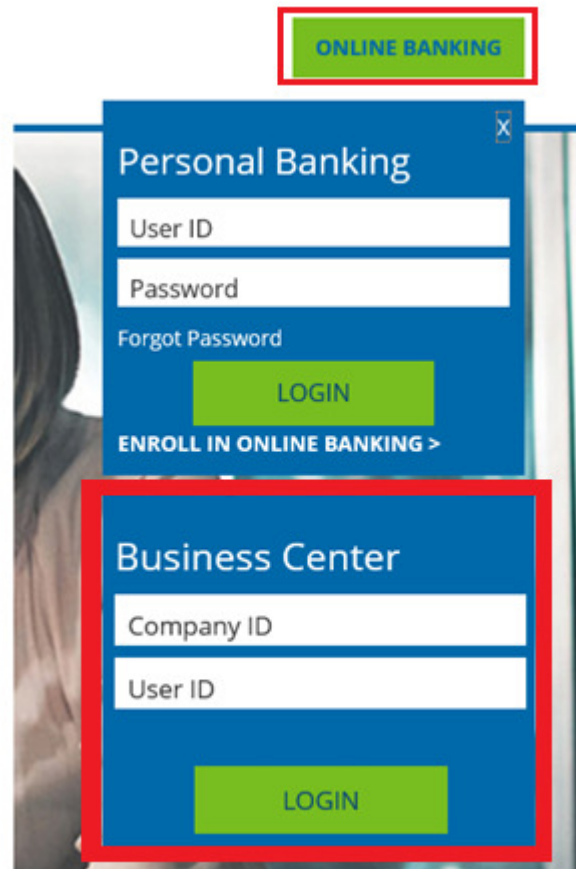 ONLINE BANKING
X
Personal Banking
User ID
Password
Forgot Password
LOGIN
ENROLL IN ONLINE BANKING >
Business Center
Company ID
User ID
LOGIN